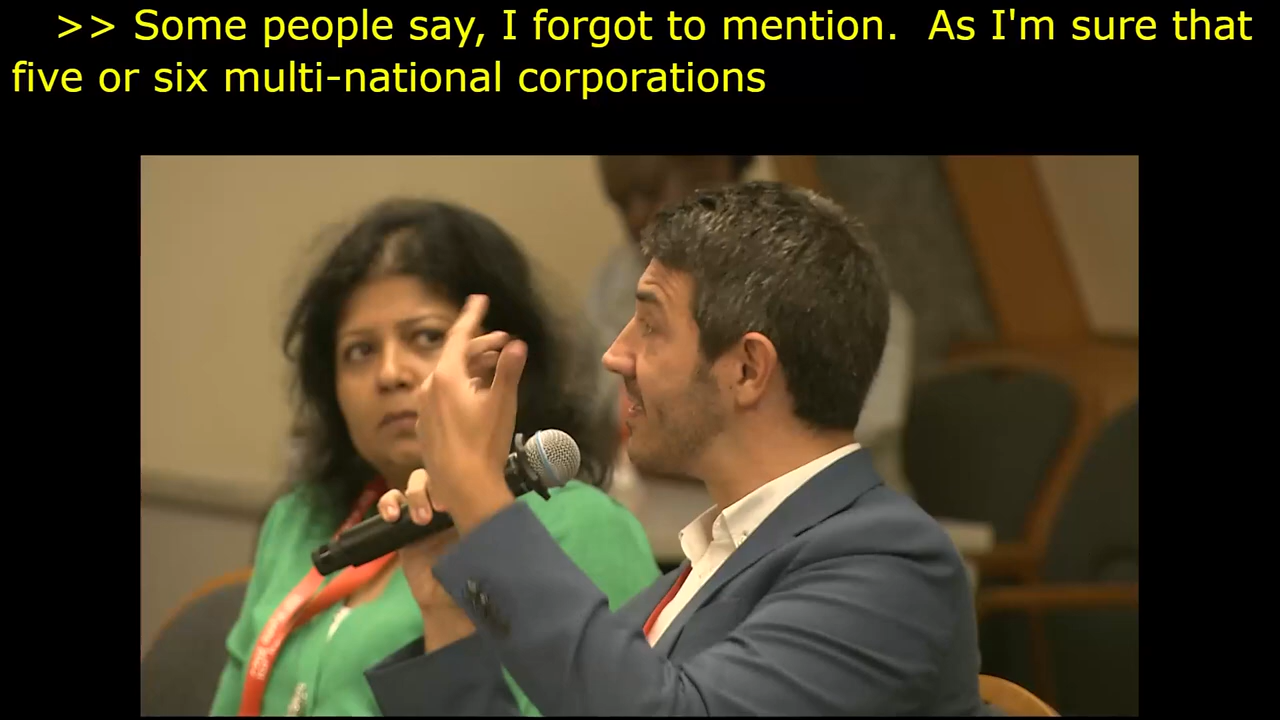 >> Some people say, I forgot to mention.  As I'm sure that
five or six multi-national corporations